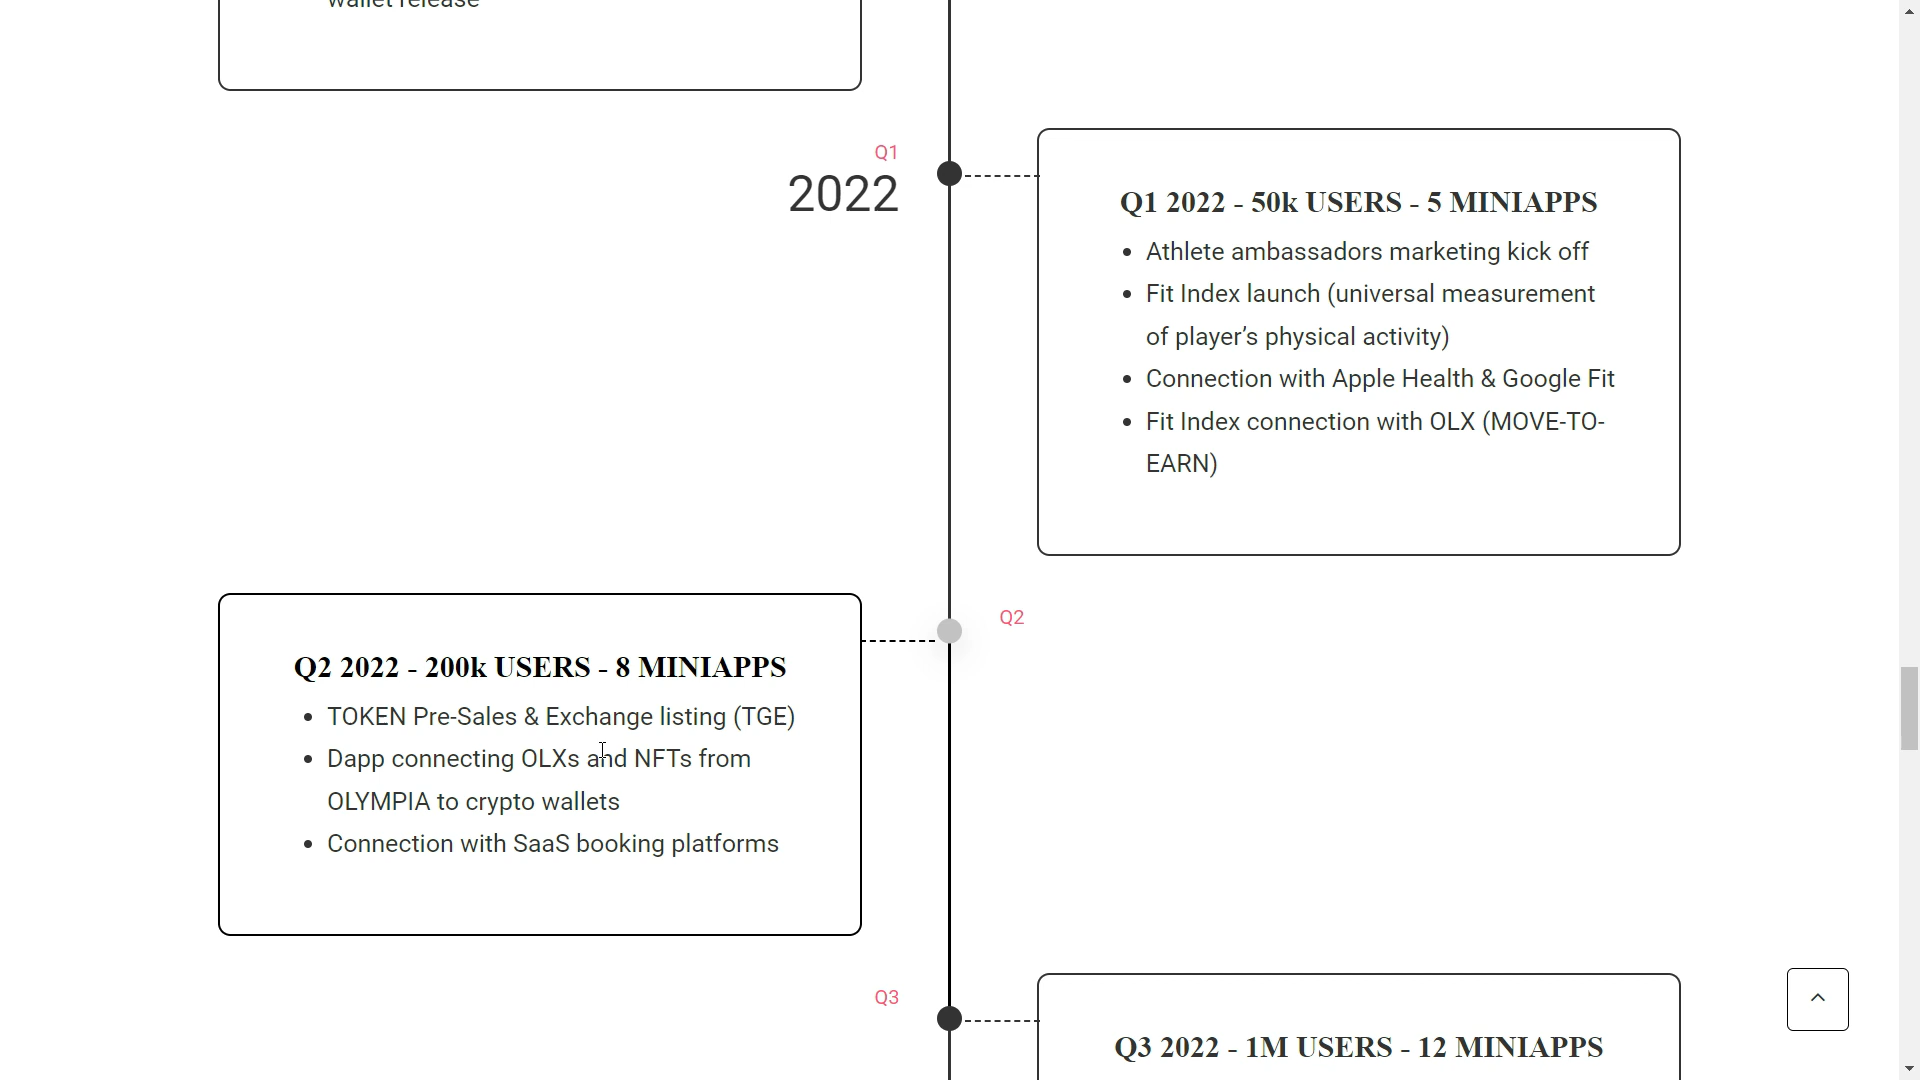 wallet release
Q1
2022
Q1 2022 - 50k USERS - 5 MINIAPPS
Athlete ambassadors marketing kick off
Fit Index launch (universal measurement
of player’s physical activity)
Connection with Apple Health & Google Fit
Fit Index connection with OLX (MOVE-TO-
EARN)
Q2
Q2 2022 - 200k USERS - 8 MINIAPPS
TOKEN Pre-Sales & Exchange listing (TGE)
Dapp connecting OLXs and NFTs from
OLYMPIA to crypto wallets
Connection with SaaS booking platforms
Q3
Q3 2022 - 1M USERS - 12 MINIAPPS